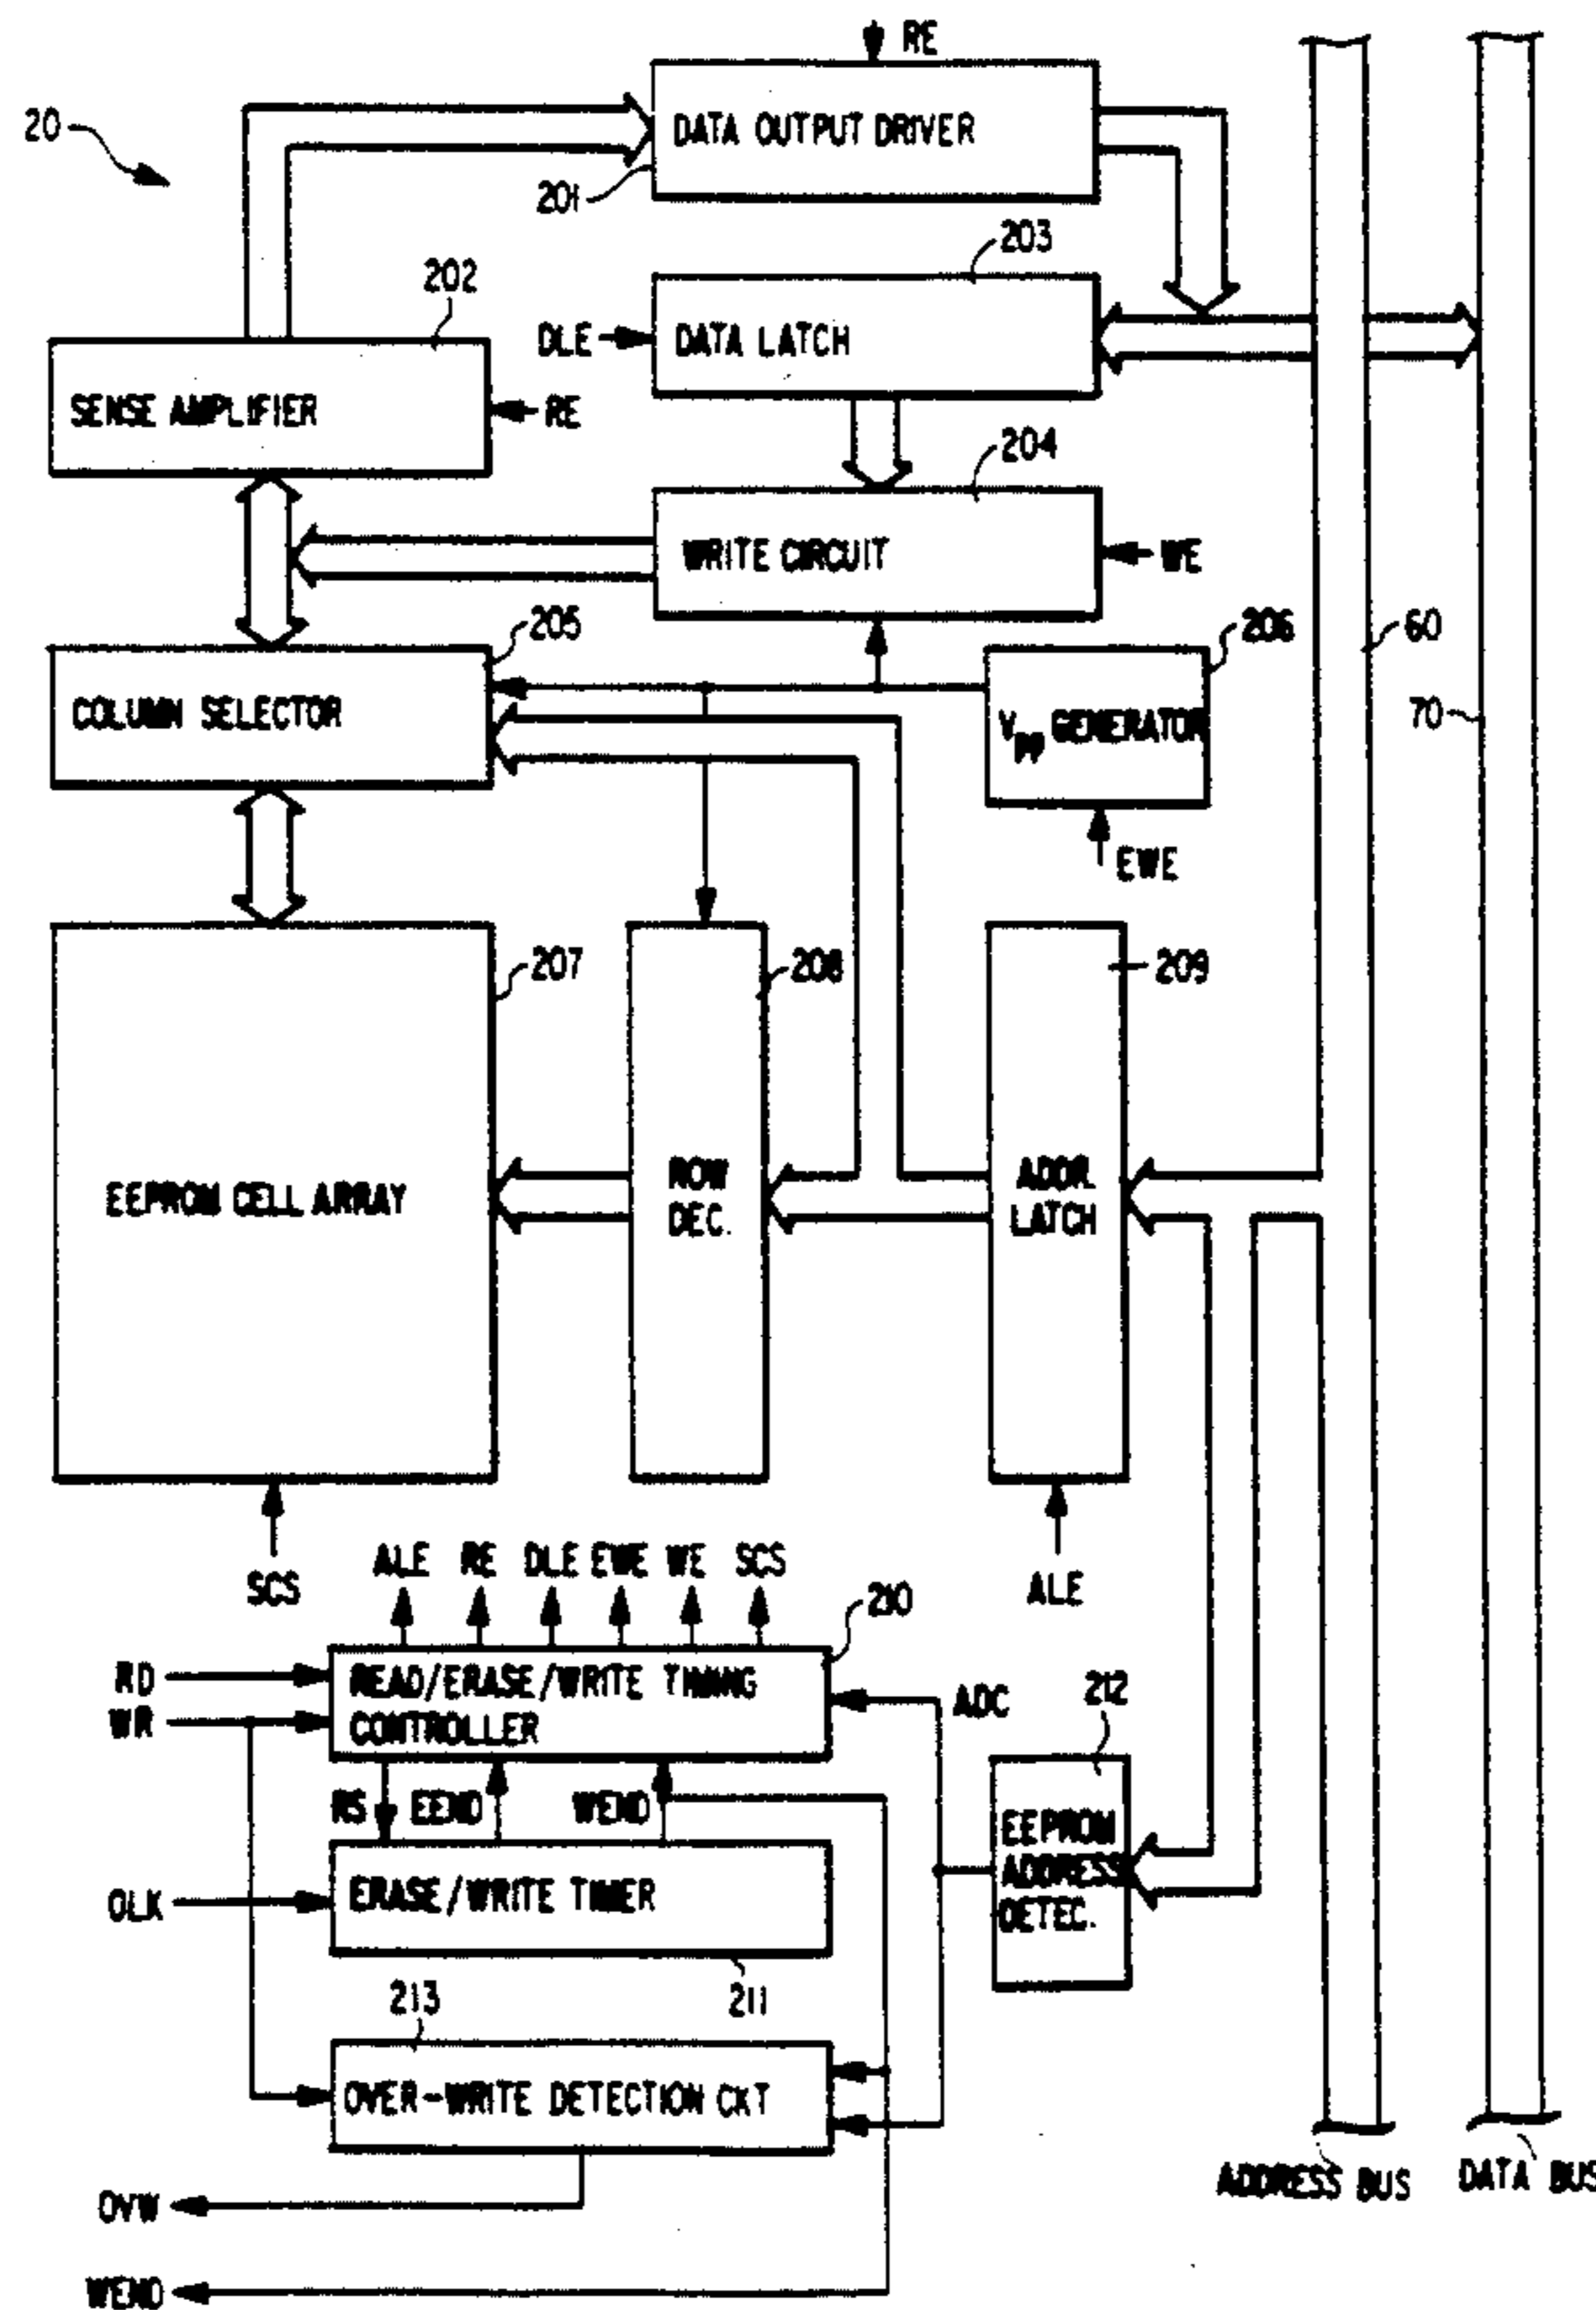 RE
20
DATA OUTPUT DRIVER
201
203
202
DLE
DATA LATCH
SENSE AMPLIFIER
RE
204
WRITE CIRCUIT
WE
205
206
60
COLUMN SELECTOR
VPP GENERATOR
70
EWE
207
208
209
EEPROM CELL ARRAY
ROW
DEC.
ADDR.
LATCH
SCS
ALE
RE
DLE
EWE
WE
SCS
ALE
210
RD
READ/ERASE/WRITE TIMING
CONTROLLER
WR
ADC
212
RS
EEND
WEND
EEPROM
ADDRESS
DETEC.
CLK
ERASE/WRITE TIMER
213
211
OVER-WRITE DETECTION CKT
ADDRESS BUS
DATA BUS
OVW
WEND